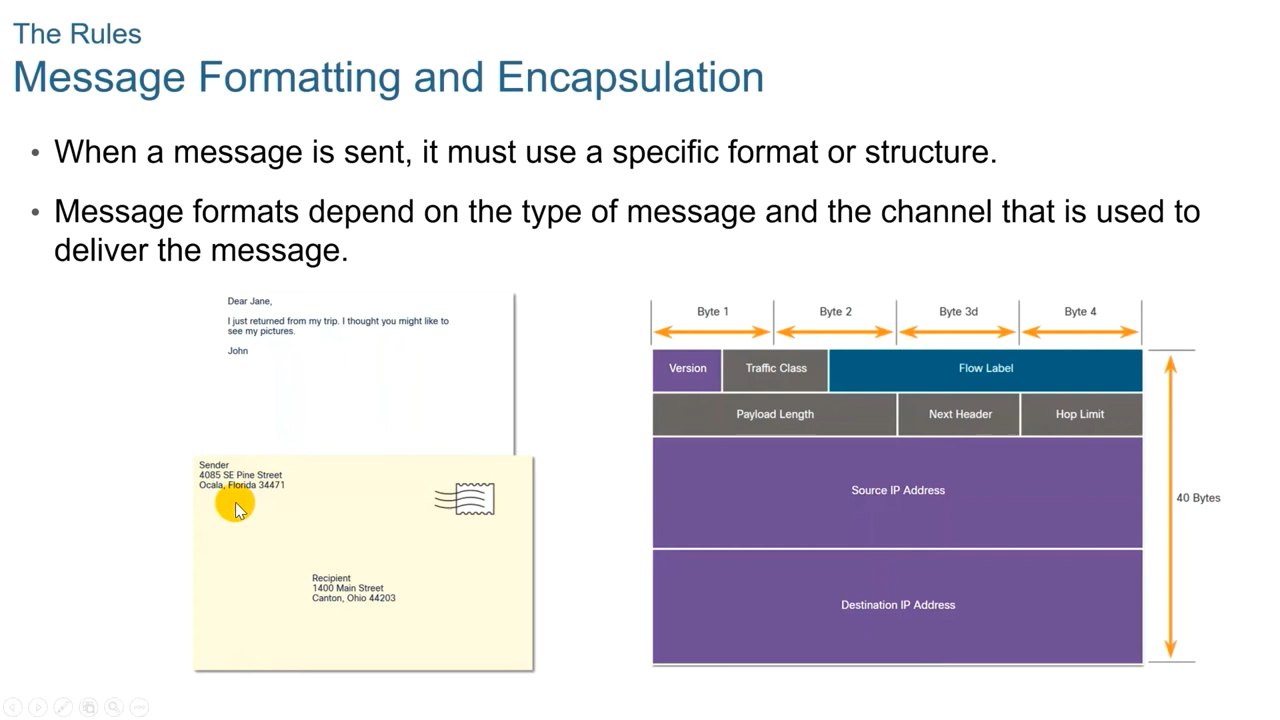 The Rules
Message Formatting and Encapsulation
• When a message is sent, it must use a specific format or structure.
• Message formats depend on the type of message and the channel that is used to
deliver the message.
Dear Jane,
I just returned from my trip. I thought you might like to
see my pictures.
John
Sender
4085 SE Pine Street
Ocala, Florida 34471
Recipient
1400 Main Street
Canton, Ohio 44203
Byte 1 Byte 2 Byte 3d Byte 4
Version Traffic Class Flow Label
Payload Length Next Header Hop Limit
Source IP Address
40 Bytes
Destination IP Address